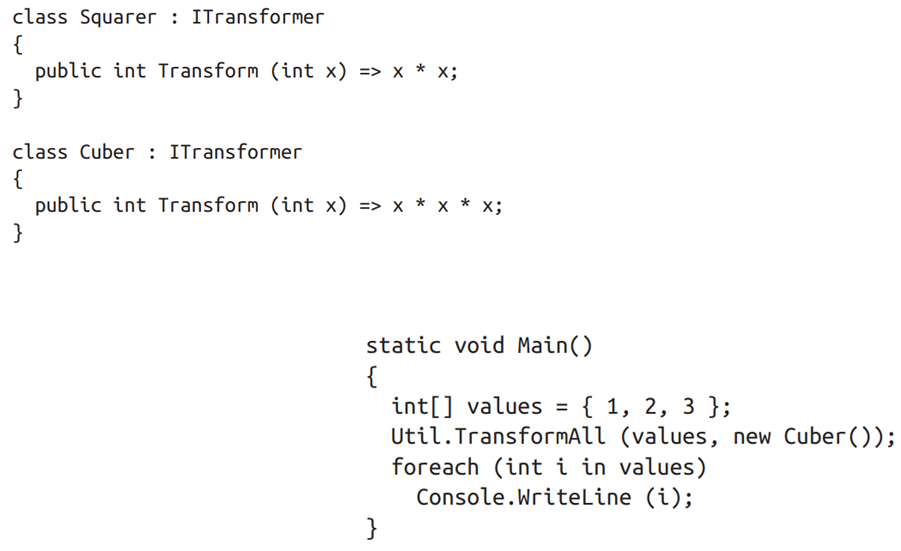 class Squarer : ITransformer
{
  public int Transform (int x) => x * x;
}

class Cuber : ITransformer
{
  public int Transform (int x) => x * x * x;
}

static void Main()
{
  int[] values = { 1, 2, 3 };
  Util.TransformAll (values, new Cuber());
  foreach (int i in values)
    Console.WriteLine (i);
}